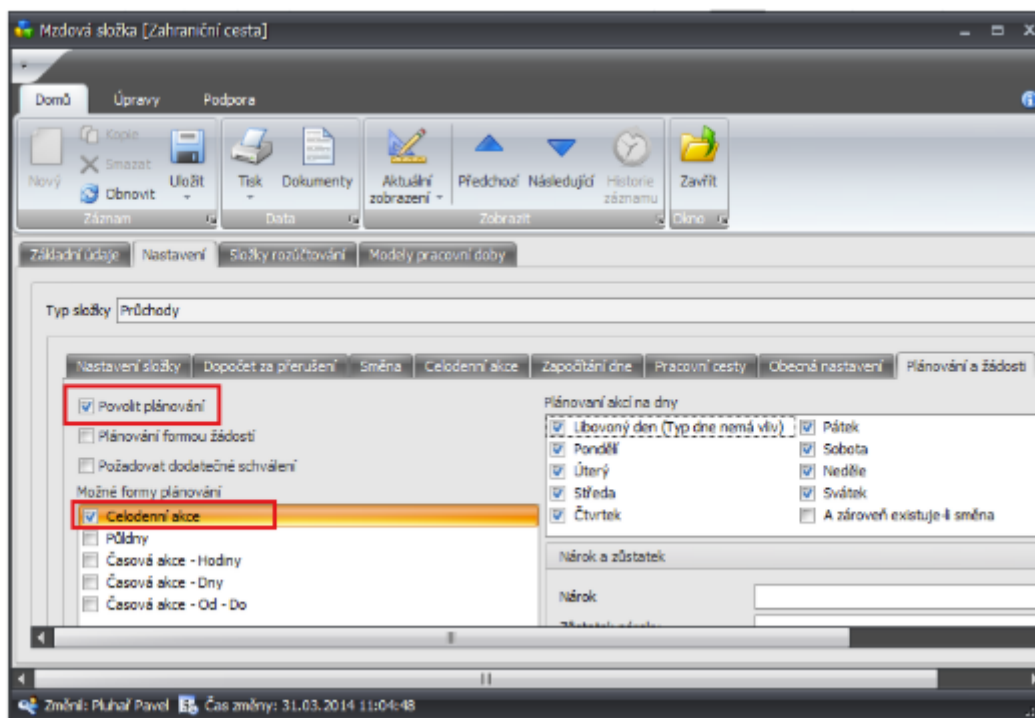 Mzdová složka [Zahraniční cesta]
Domů Úpravy Podpora
Nový
Kopie
Smazat
Obnovit
Uložit
Tisk
Dokumenty
Aktuální zobrazení
Předchozí
Následující
Historie záznamu
Zavřít
Záznam Data Zobrazit Okno
Základní údaje Nastavení Složky rozúčtování Modely pracovní doby
Typ složky Průchody
Nastavení složky Dopočet za přerušení Směna Celodenní akce Započítání dne Pracovní cesty Obecná nastavení Plánování a žádosti
Povolit plánování
Plánování formou žádostí
Požadovat dodatečné schválení
Možné formy plánování
Celodenní akce
Půldny
Časová akce - Hodiny
Časová akce - Dny
Časová akce - Od - Do
Plánovaní akcí na dny
Libovoný den (Typ dne nemá vliv) Pátek
Pondělí Sobota
Úterý Neděle
Středa Svátek
Čtvrtek A zároveň existuje-li směna
Nárok a zůstatek
Nárok
Změnil: Pluhař Pavel Čas změny: 31.03.2014 11:04:48